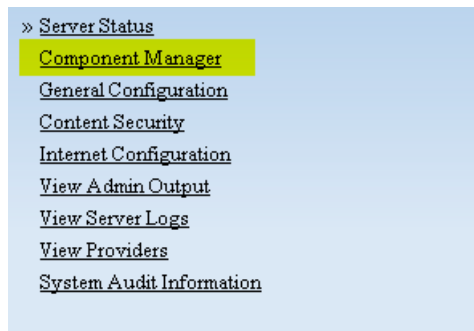 » Server Status
Component Manager
General Configuration
Content Security
Internet Configuration
View Admin Output
View Server Logs
View Providers
System Audit Information